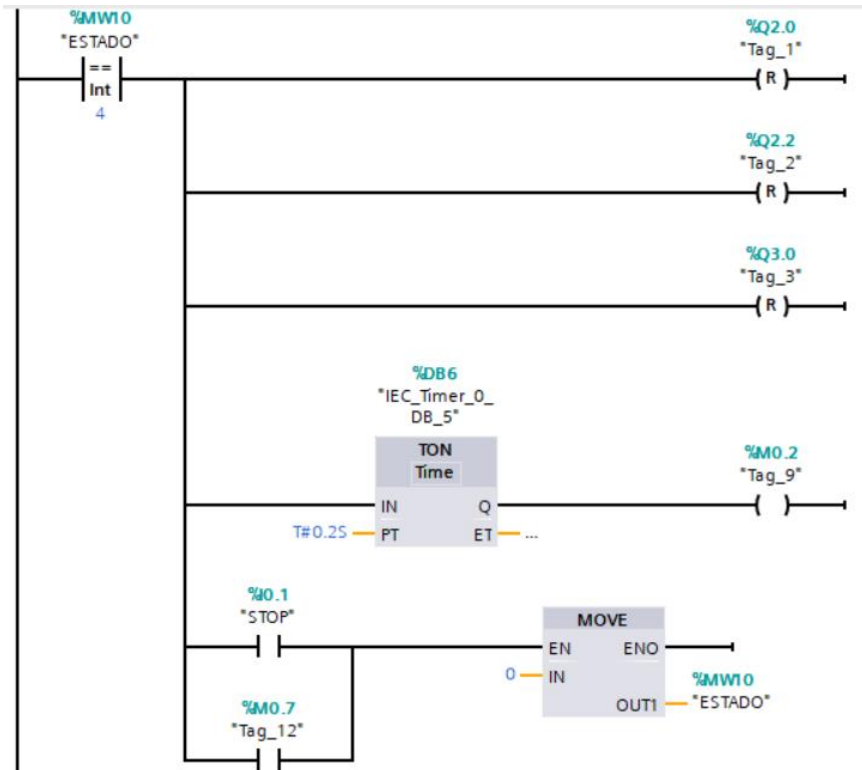 %MW10
"ESTADO"
==
Int
4
%Q2.0
"Tag_1"
R
%Q2.2
"Tag_2"
R
%Q3.0
"Tag_3"
R
%DB6
"IEC_Timer_0_
DB_5"
TON
Time
IN Q
T#0.2S PT ET ...
%M0.2
"Tag_9"
%I0.1
"STOP"
MOVE
EN ENO
0 IN
OUT1
%MW10
"ESTADO"
%M0.7
"Tag_12"